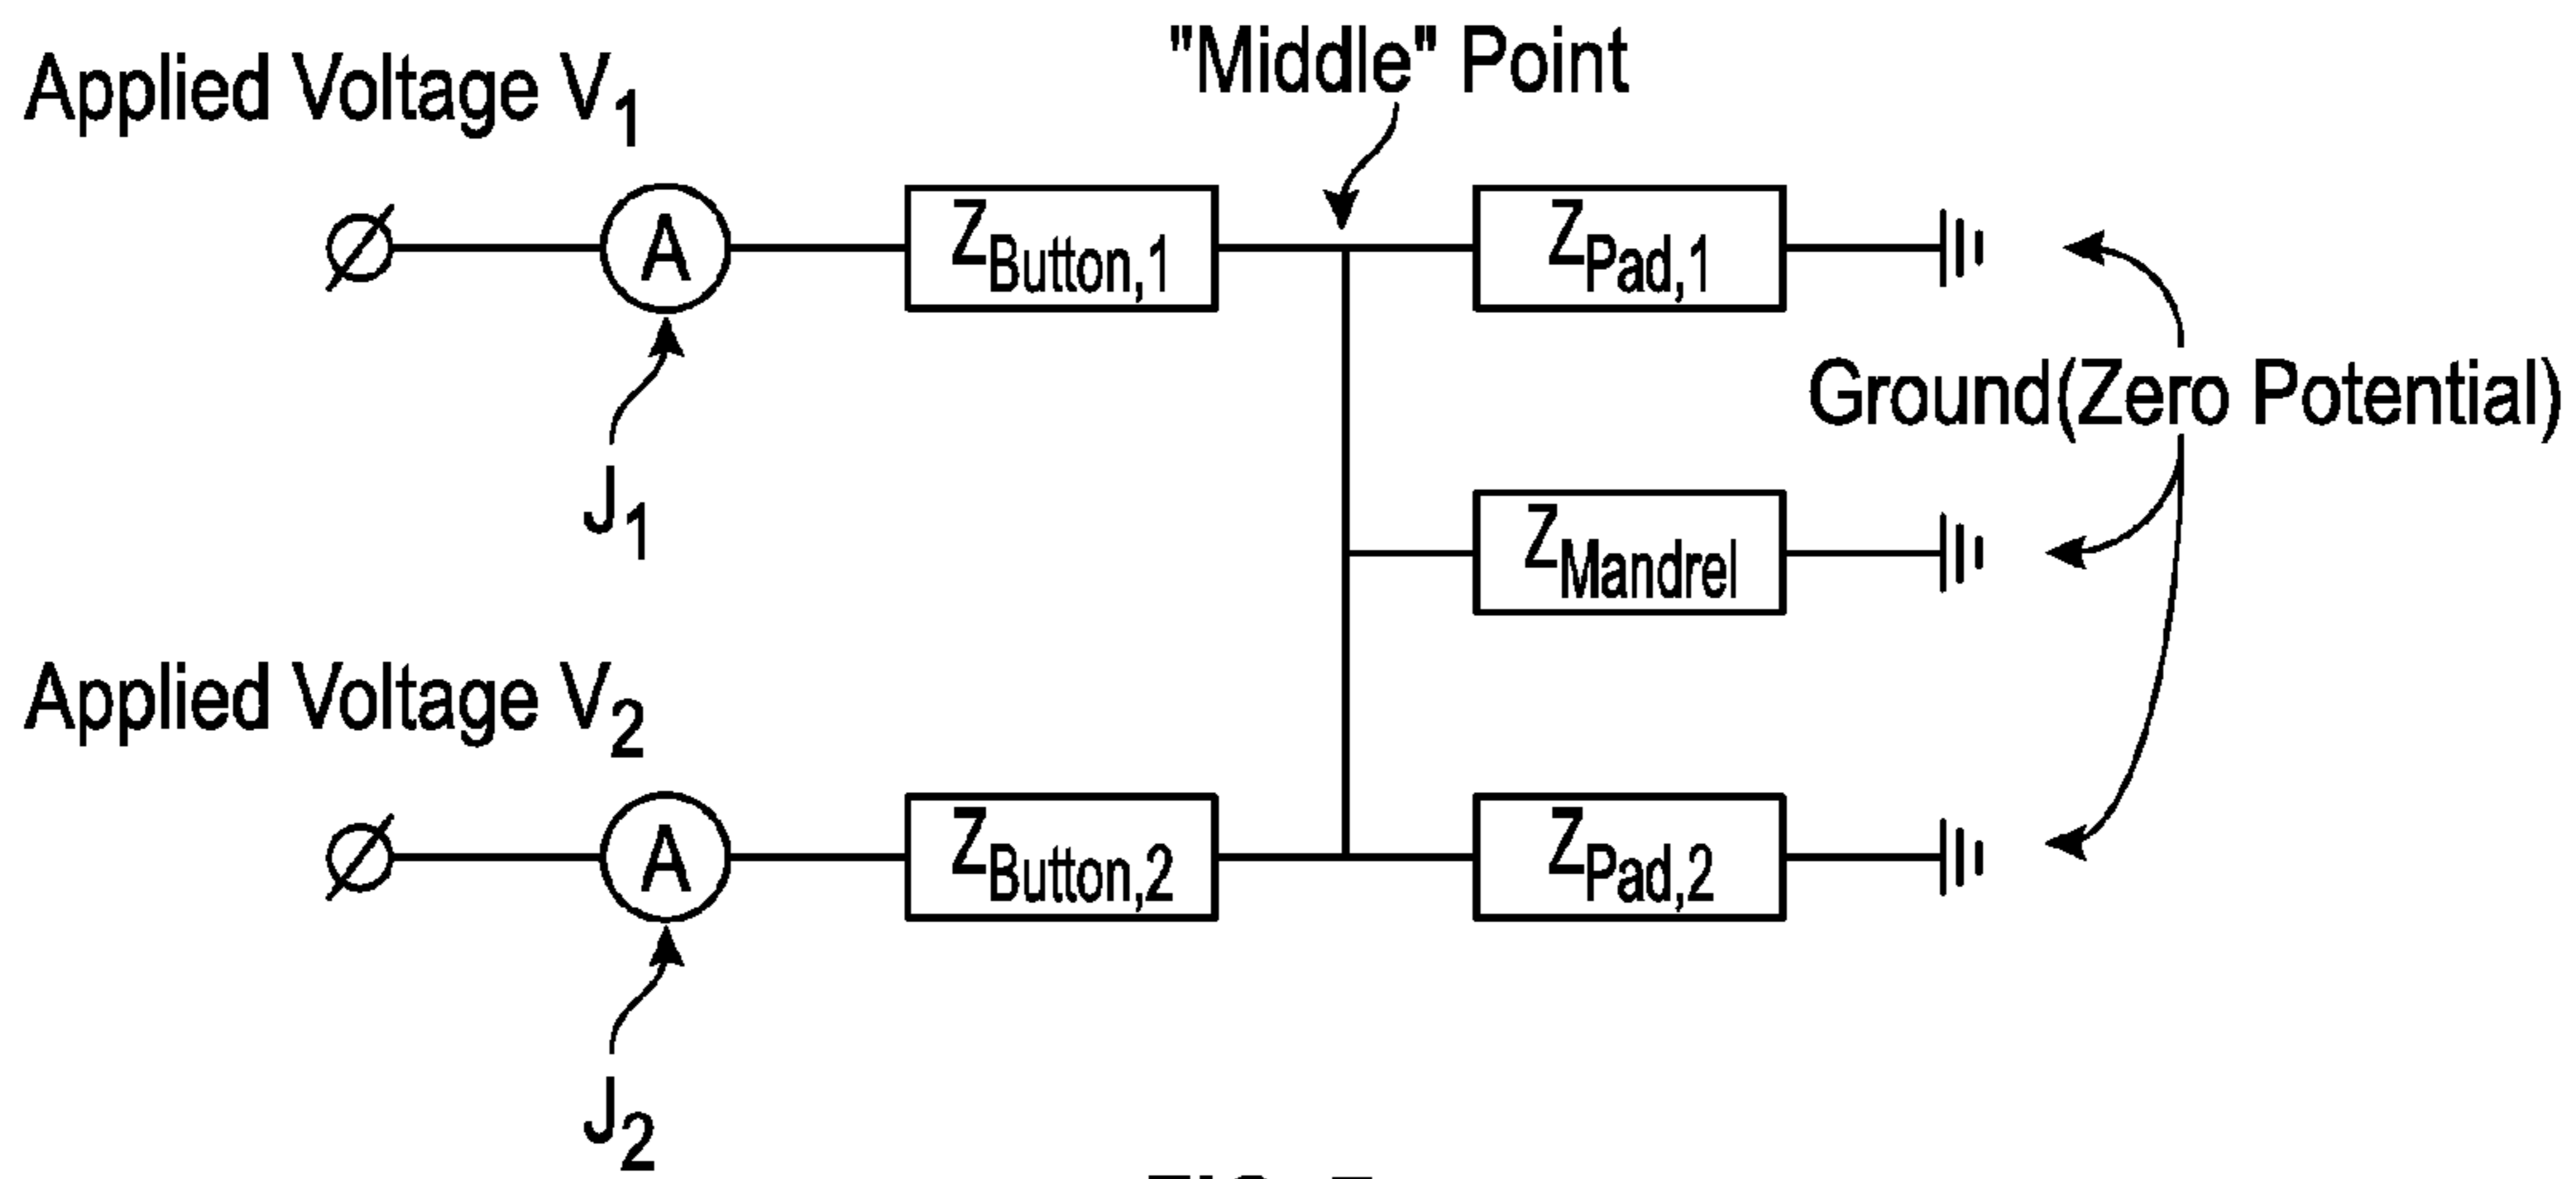 "Middle" Point
Applied Voltage V1
A
ZButton,1
ZPad,1
J1
Ground(Zero Potential)
ZMandrel
Applied Voltage V2
A
ZButton,2
ZPad,2
J2